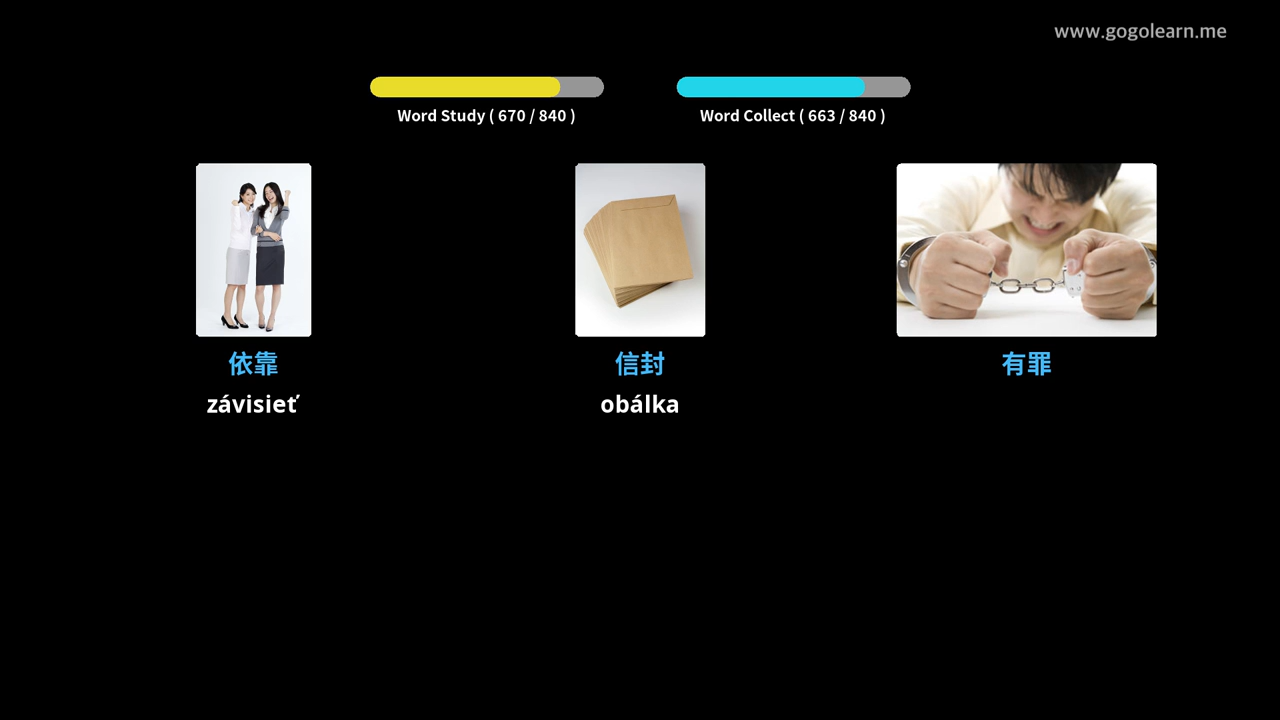 www.gogolearn.me
Word Study ( 670 / 840 )
Word Collect ( 663 / 840 )
依靠
信封
有罪
závisieť
obálka